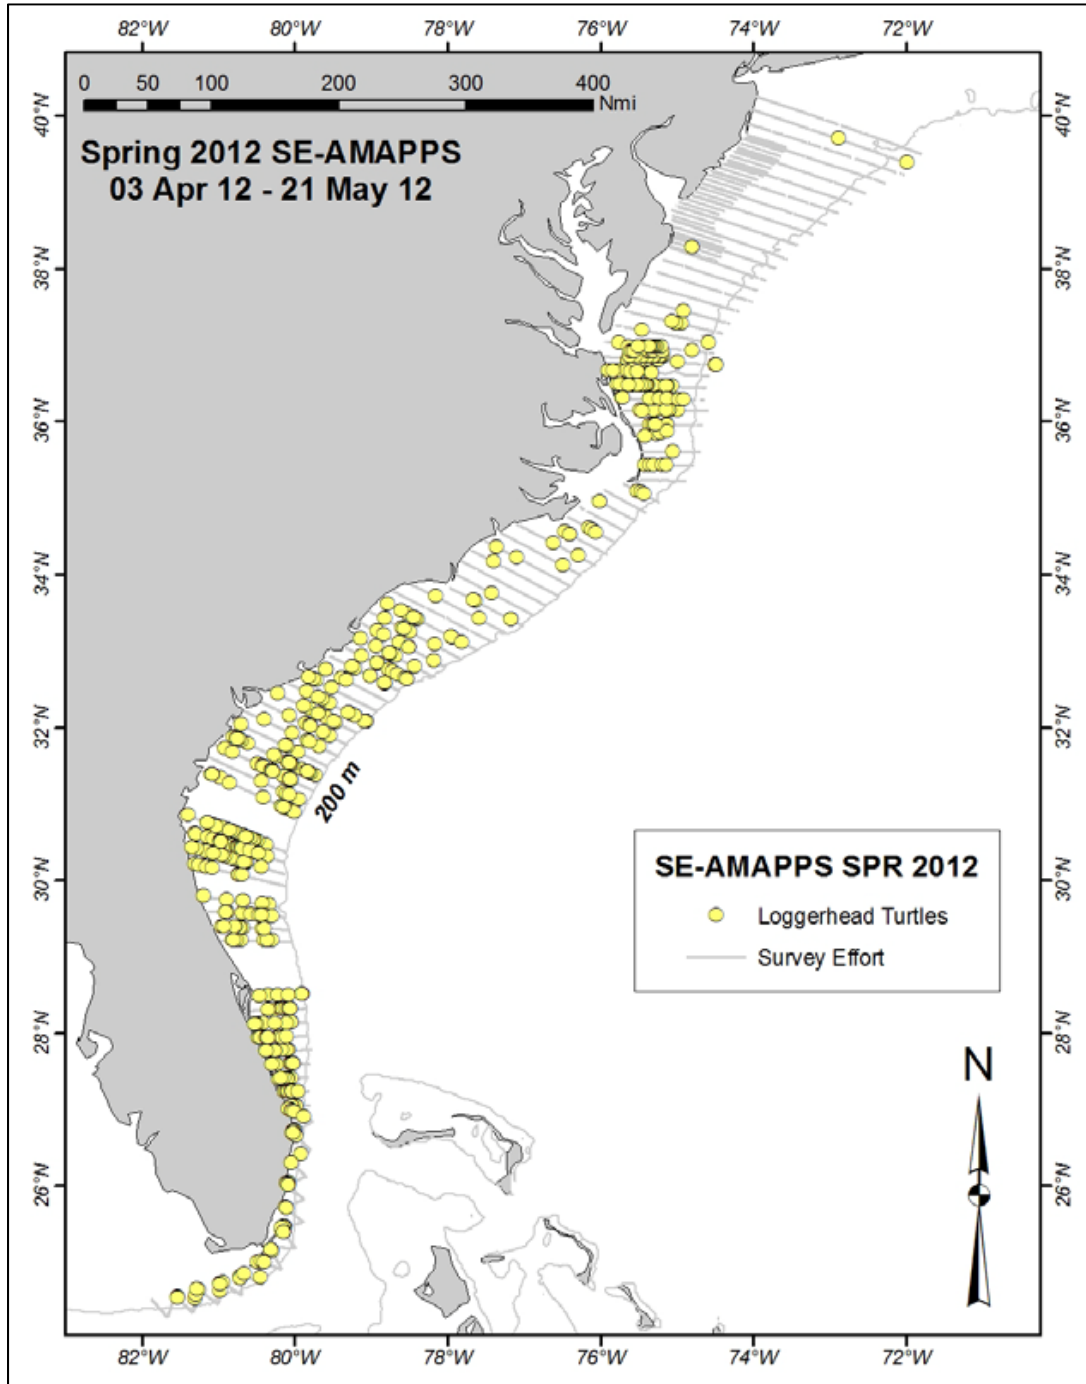 82°W 80°W 78°W 76°W 74°W 72°W
0 50 100 200 300 400
Nmi
Spring 2012 SE-AMAPPS
03 Apr 12 - 21 May 12
40°N 40°N
38°N 38°N
36°N 36°N
34°N 34°N
32°N 32°N
200 m
SE-AMAPPS SPR 2012
Loggerhead Turtles
Survey Effort
30°N 30°N
28°N 28°N
N
26°N 26°N
82°W 80°W 78°W 76°W 74°W 72°W